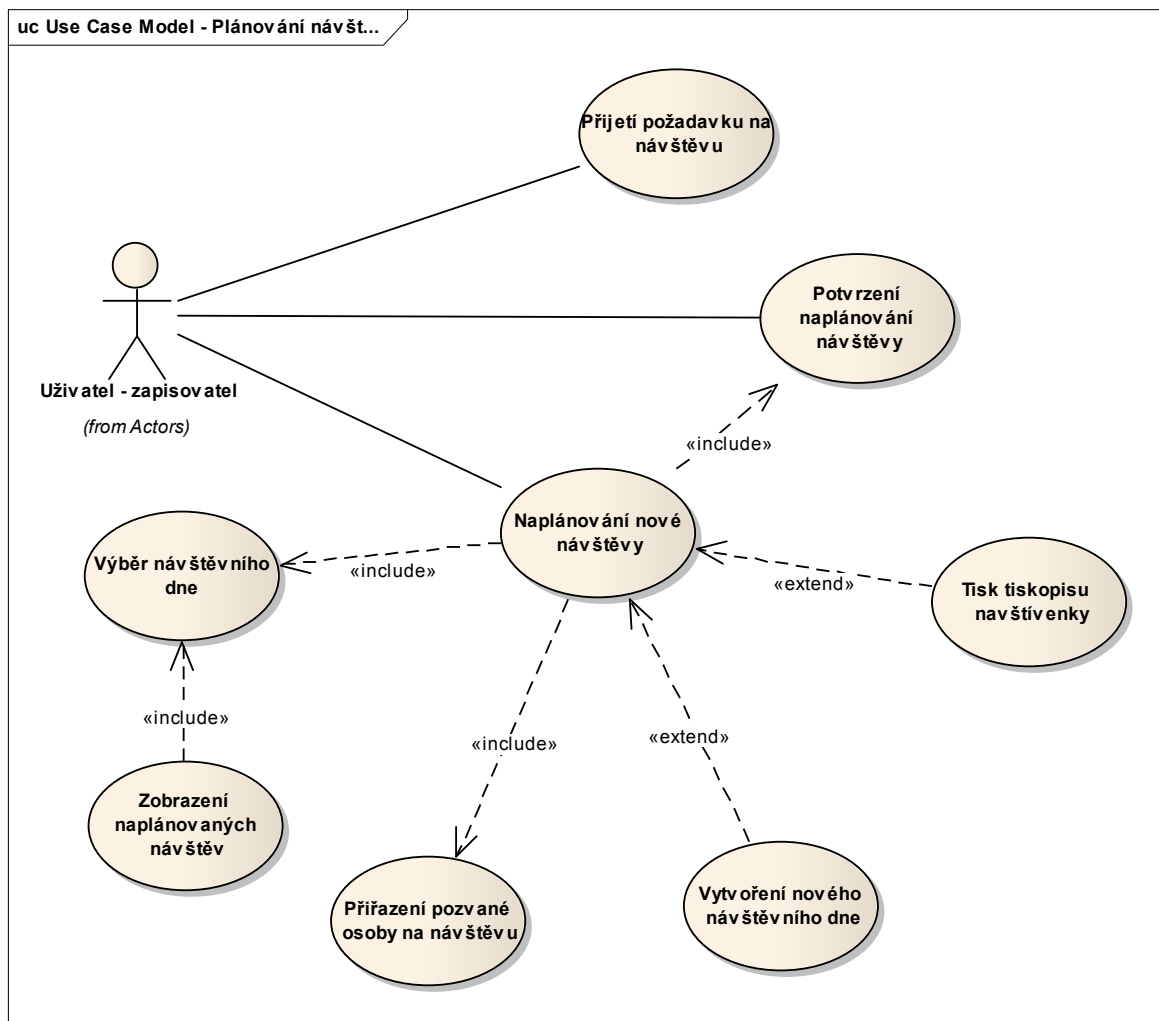 uc Use Case Model - Plánování návšt...
Přijetí požadavku na
návštěvu
Potvrzení
naplánování
návštěvy
Uživatel - zapisovatel
(from Actors)
«include»
Naplánování nové
návštěvy
Výběr návštěvního
dne
«include»
«extend»
Tisk tiskopisu
navštívenky
«include»
«include»
«extend»
Zobrazení
naplánovaných
návštěv
Přiřazení pozvané
osoby na návštěvu
Vytvoření nového
návštěvního dne